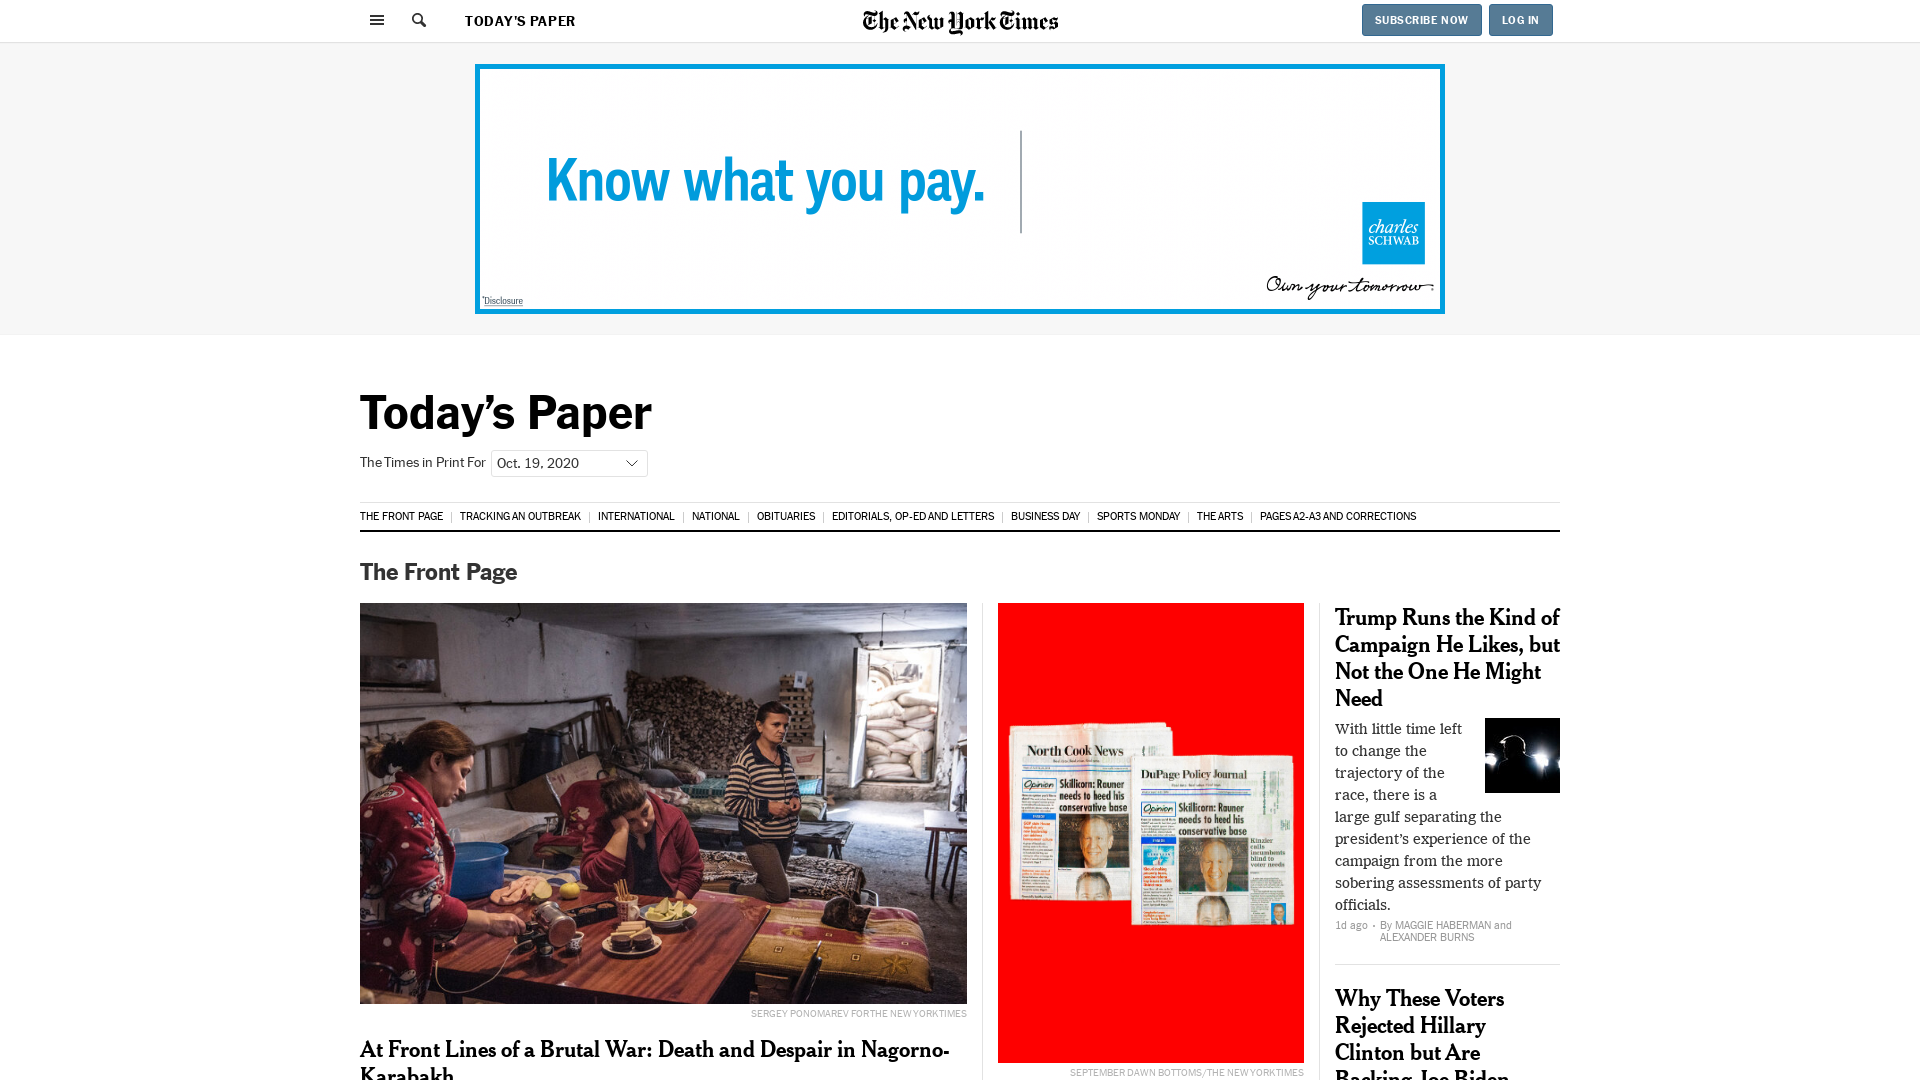 TODAY'S PAPER
The New York Times
SUBSCRIBE NOW
LOG IN
Know what you pay.
charles
SCHWAB
Own your tomorrow.
*Disclosure
Today's Paper
The Times in Print For
Oct. 19, 2020
THE FRONT PAGE
TRACKING AN OUTBREAK
INTERNATIONAL
NATIONAL
OBITUARIES
EDITORIALS, OP-ED AND LETTERS
BUSINESS DAY
SPORTS MONDAY
THE ARTS
PAGES A2-A3 AND CORRECTIONS
The Front Page
SERGEY PONOMAREV FOR THE NEW YORK TIMES
At Front Lines of a Brutal War: Death and Despair in Nagorno-
Karabakh
North Cook News
Opinion
Skillicorn: Rauner
needs to heed his
conservative base
DuPage Policy Journal
Opinion
Skillicorn: Rauner
needs to heed his
conservative base
Kinzler
calls
incumbents
blind to
voter needs
SEPTEMBER DAWN BOTTOMS/THE NEW YORK TIMES
Trump Runs the Kind of
Campaign He Likes, but
Not the One He Might
Need
With little time left
to change the
trajectory of the
race, there is a
large gulf separating the
president's experience of the
campaign from the more
sobering assessments of party
officials.
1d ago · By MAGGIE HABERMAN and
ALEXANDER BURNS
Why These Voters
Rejected Hillary
Clinton but Are
Backing Joe Biden